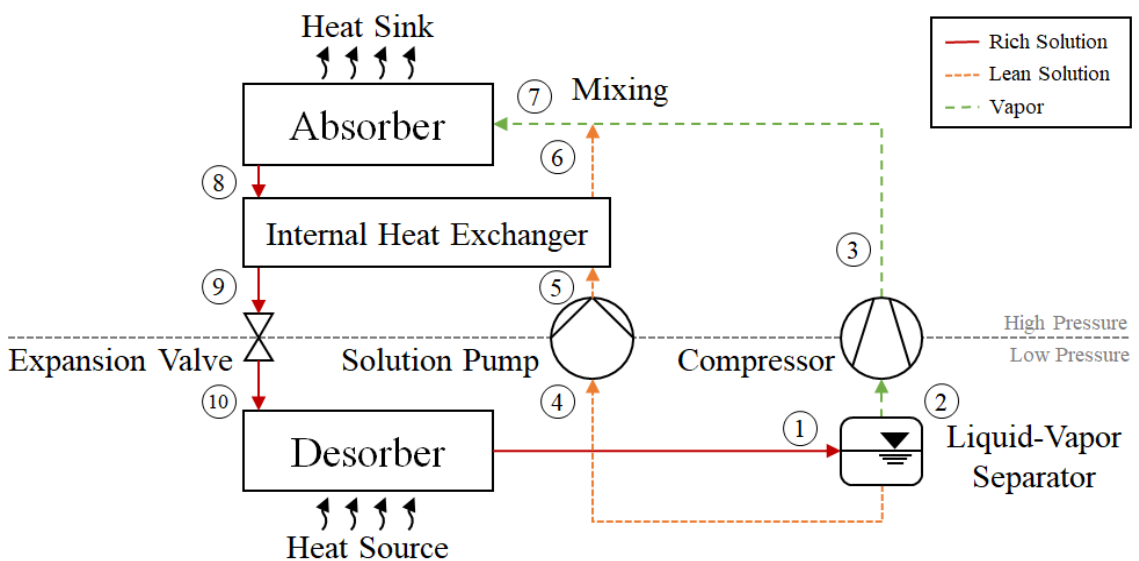 Heat Sink
Rich Solution
Lean Solution
Vapor
7
Mixing
Absorber
6
8
Internal Heat Exchanger
3
9
5
High Pressure
Expansion Valve
Solution Pump
Compressor
Low Pressure
10
4
2
1
Desorber
Liquid-Vapor
Separator
Heat Source